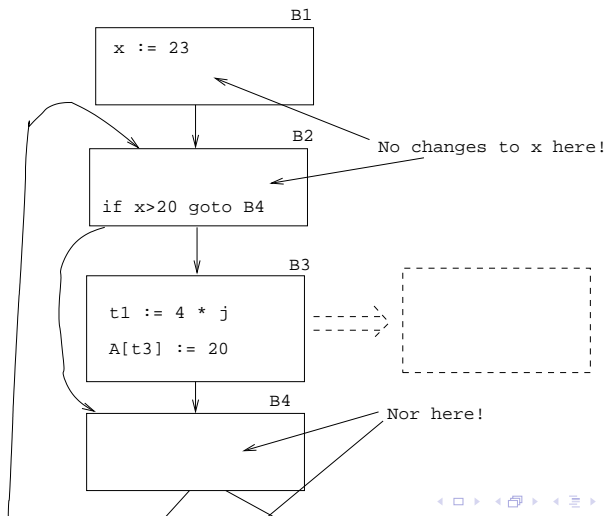 B1
x := 23
B2
No changes to x here!
if x>20 goto B4
B3
t1 := 4 * j
A[t3] := 20
B4
Nor here!